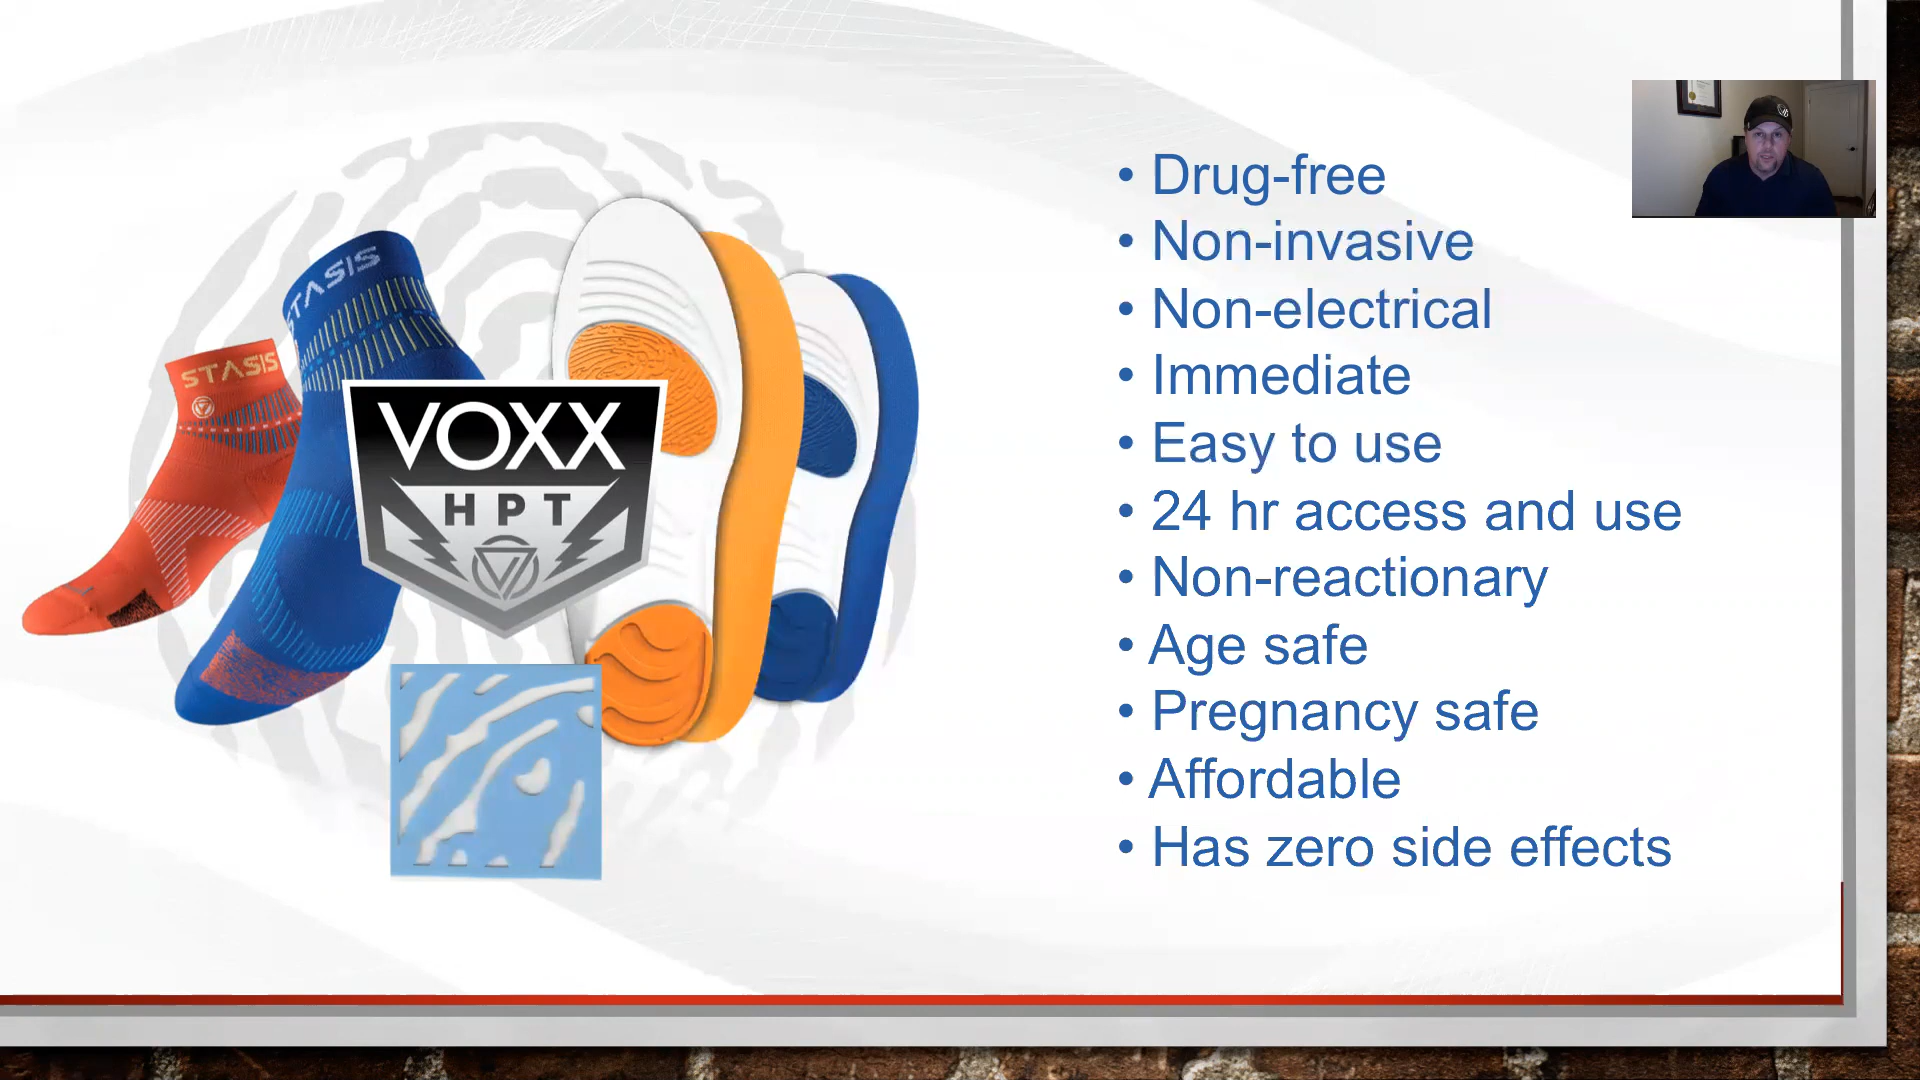 STASIS
STASIS
VOXX
HPT
• Drug-free
• Non-invasive
• Non-electrical
• Immediate
• Easy to use
• 24 hr access and use
• Non-reactionary
• Age safe
• Pregnancy safe
• Affordable
• Has zero side effects